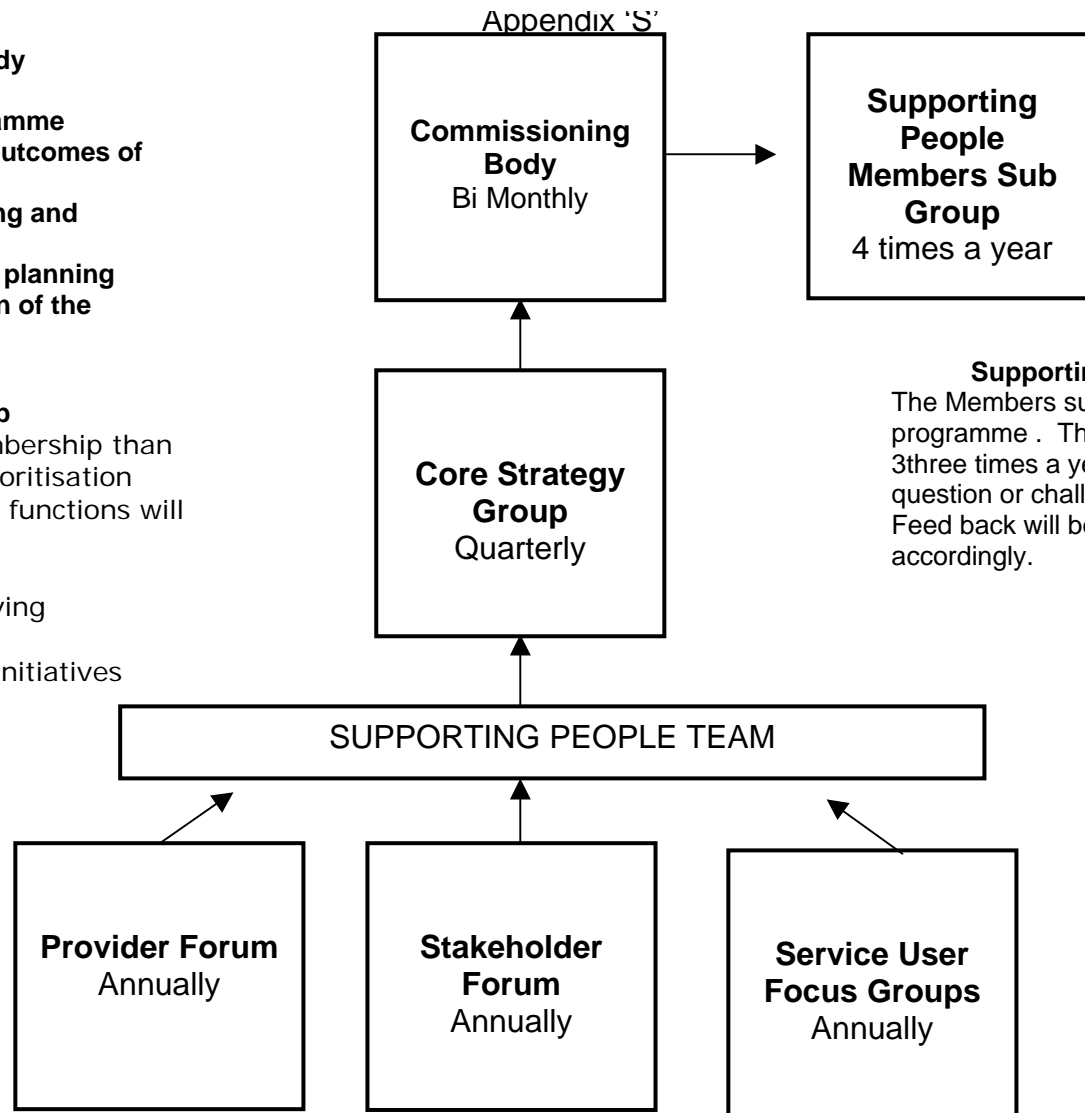 Appendix ‘S’
dy
amme
outcomes of
ng and
planning
n of the
p
mbership than
oritisation
functions will
ving
nitiatives
Commissioning
Body
Bi Monthly
Supporting
People
Members Sub
Group
4 times a year
Core Strategy
Group
Quarterly
Supportin
The Members su
programme . Th
3three times a ye
question or chall
Feed back will be
accordingly.
SUPPORTING PEOPLE TEAM
Provider Forum
Annually
Stakeholder
Forum
Annually
Service User
Focus Groups
Annually